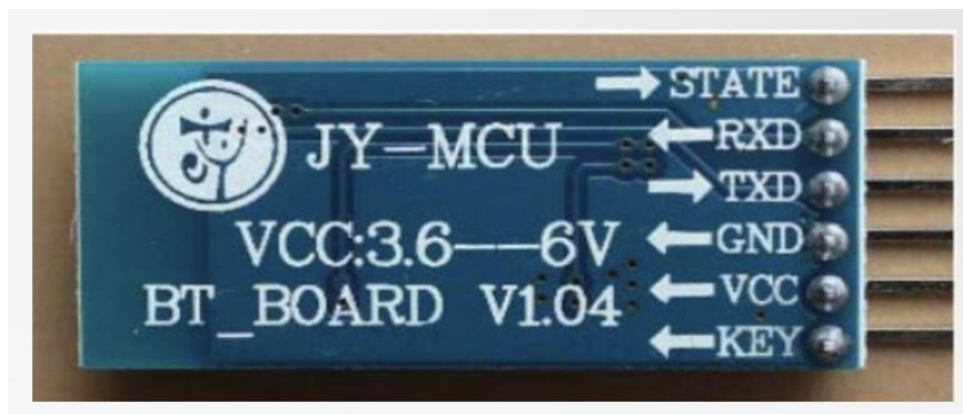 STATE
JY-MCU RXD
TXD
VCC:3.6--6V GND
BT_BOARD V1.04 VCC
KEY